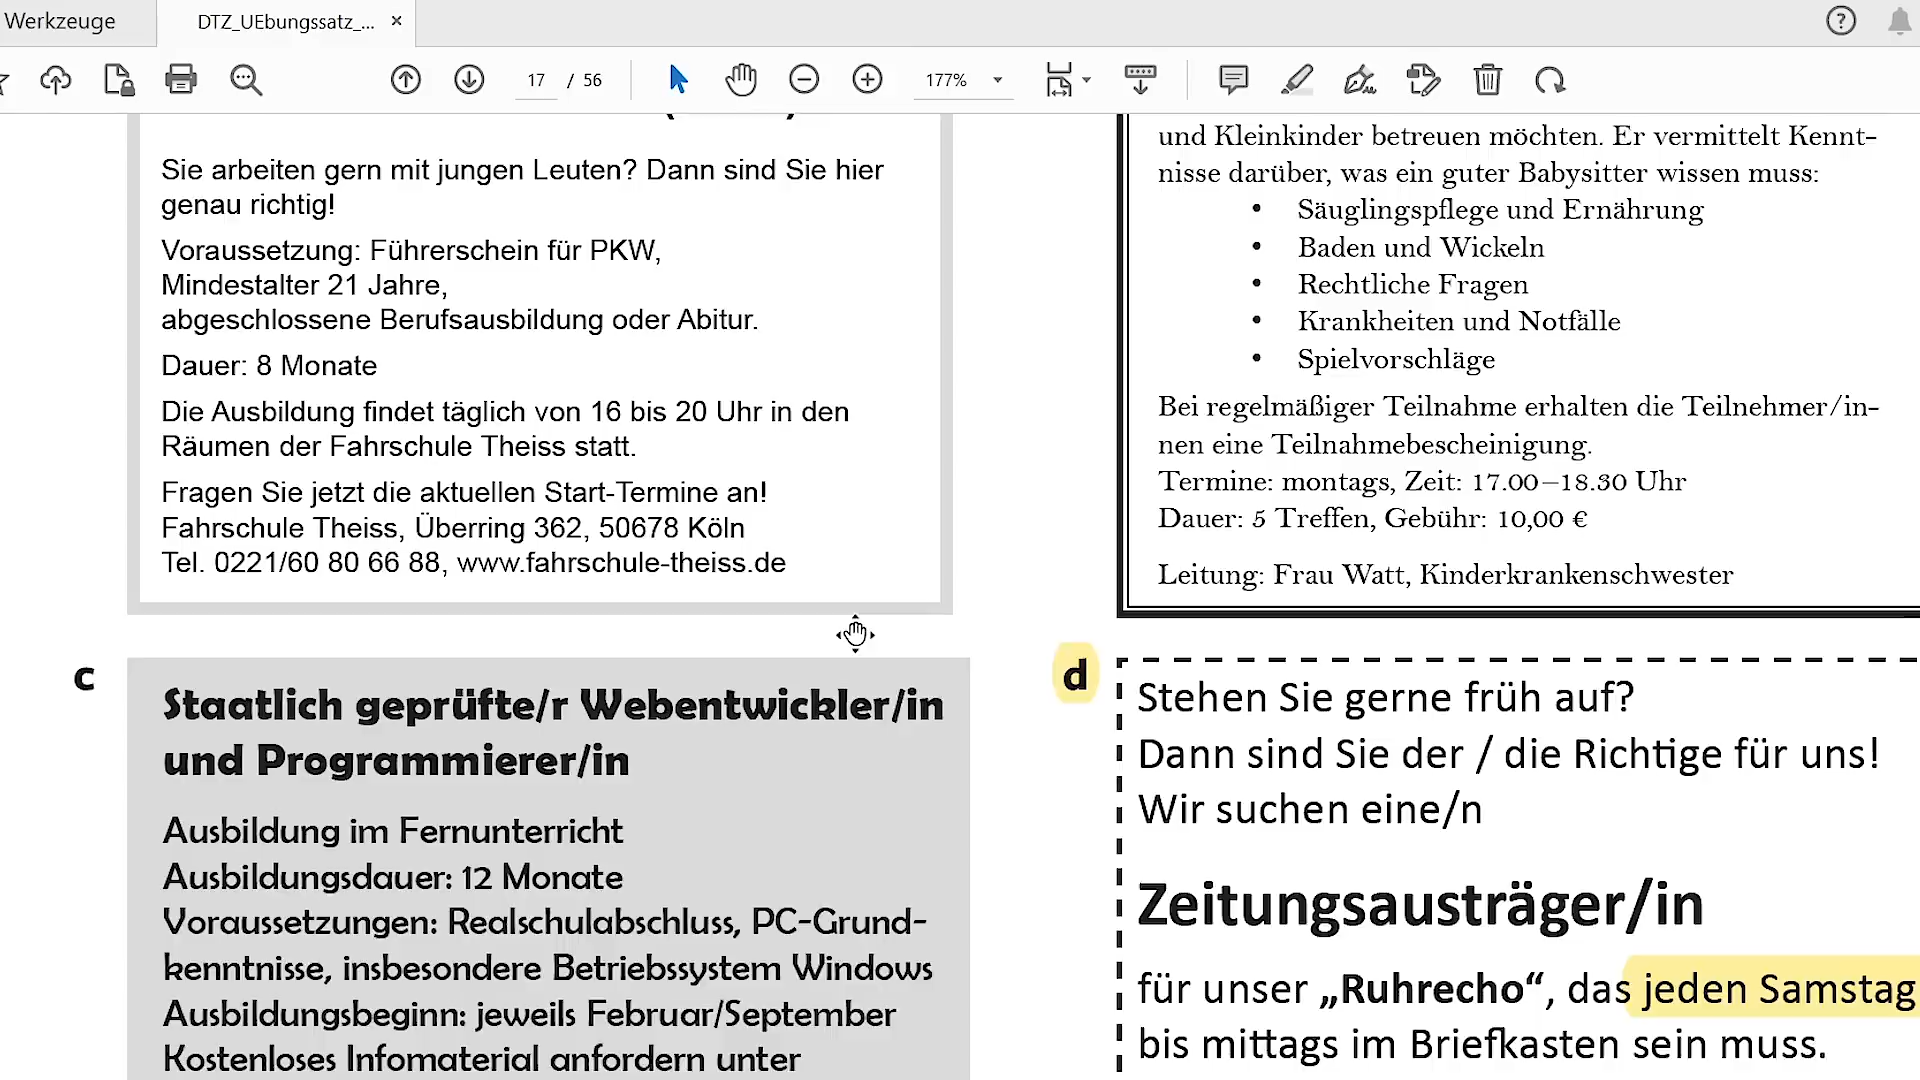 Werkzeuge
DTZ_UEbungssatz_...
17 / 56
177%
Sie arbeiten gern mit jungen Leuten? Dann sind Sie hier
genau richtig!
Voraussetzung: Führerschein für PKW,
Mindestalter 21 Jahre,
abgeschlossene Berufsausbildung oder Abitur.
Dauer: 8 Monate
Die Ausbildung findet täglich von 16 bis 20 Uhr in den
Räumen der Fahrschule Theiss statt.
Fragen Sie jetzt die aktuellen Start-Termine an!
Fahrschule Theiss, Überring 362, 50678 Köln
Tel. 0221/60 80 66 88, www.fahrschule-theiss.de
und Kleinkinder betreuen möchten. Er vermittelt Kennt-
nisse darüber, was ein guter Babysitter wissen muss:
• Säuglingspflege und Ernährung
• Baden und Wickeln
• Rechtliche Fragen
• Krankheiten und Notfälle
• Spielvorschläge
Bei regelmäßiger Teilnahme erhalten die Teilnehmer/in-
nen eine Teilnahmebescheinigung.
Termine: montags, Zeit: 17.00–18.30 Uhr
Dauer: 5 Treffen, Gebühr: 10,00 €
Leitung: Frau Watt, Kinderkrankenschwester
c
Staatlich geprüfte/r Webentwickler/in
und Programmierer/in
Ausbildung im Fernunterricht
Ausbildungsdauer: 12 Monate
Voraussetzungen: Realschulabschluss, PC-Grund-
kenntnisse, insbesondere Betriebssystem Windows
Ausbildungsbeginn: jeweils Februar/September
Kostenloses Infomaterial anfordern unter
d
Stehen Sie gerne früh auf?
Dann sind Sie der / die Richtige für uns!
Wir suchen eine/n
Zeitungsausträger/in
für unser „Ruhrecho“, das jeden Samstag
bis mittags im Briefkasten sein muss.